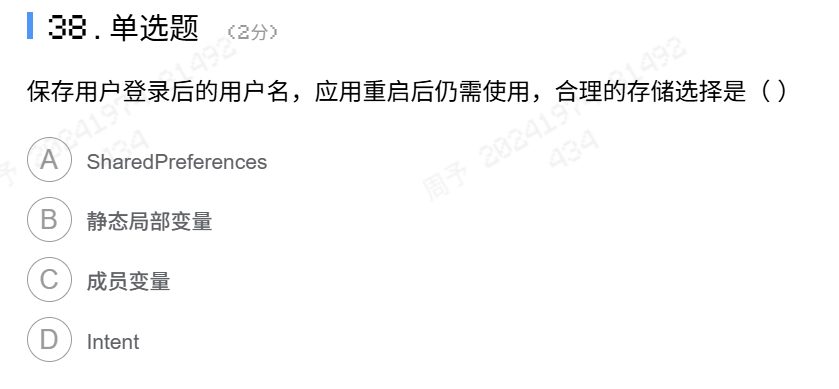 38.单选题 （2分）
保存用户登录后的用户名，应用重启后仍需使用，合理的存储选择是（ ）
A SharedPreferences
B 静态局部变量
C 成员变量
D Intent